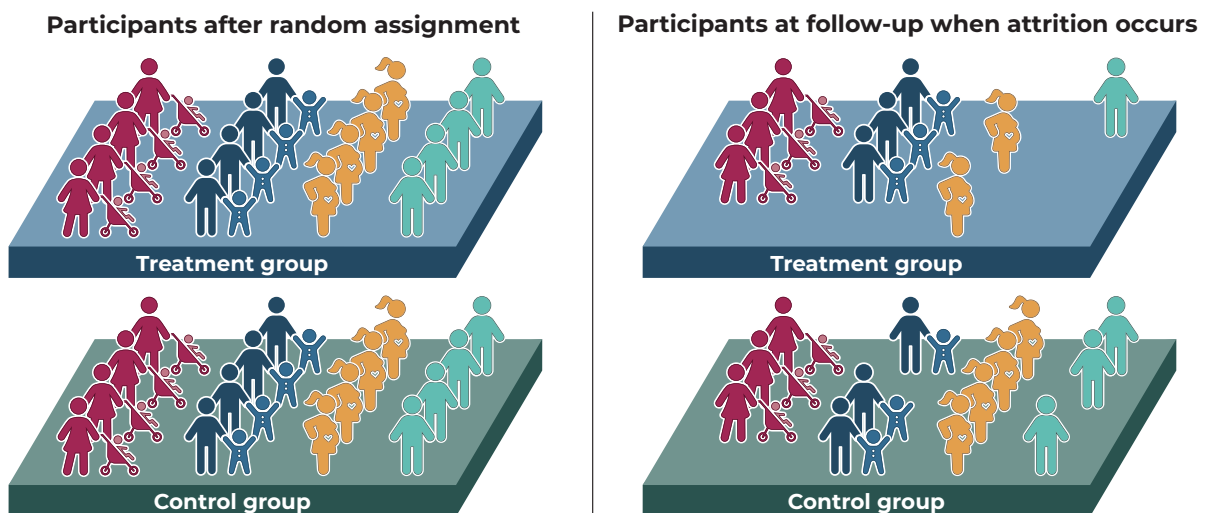 Participants after random assignment
Participants at follow-up when attrition occurs
Treatment group
Treatment group
Control group
Control group